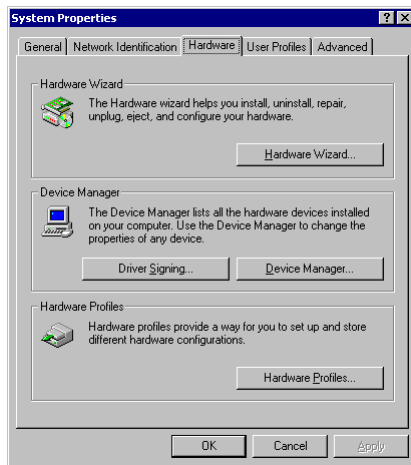 System Properties
General Network Identification Hardware User Profiles Advanced
Hardware Wizard
The Hardware wizard helps you install, uninstall, repair,
unplug, eject, and configure your hardware.
Hardware Wizard...
Device Manager
The Device Manager lists all the hardware devices installed
on your computer. Use the Device Manager to change the
properties of any device.
Driver Signing... Device Manager...
Hardware Profiles
Hardware profiles provide a way for you to set up and store
different hardware configurations.
Hardware Profiles...
OK Cancel Apply